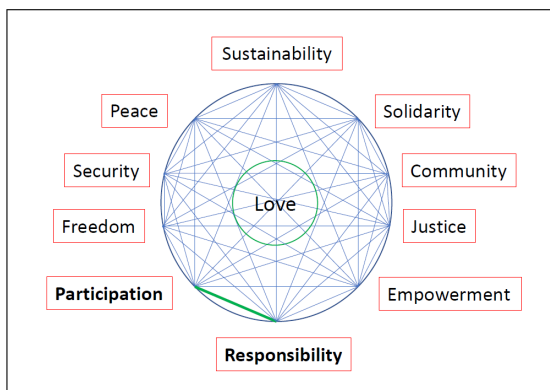 Sustainability
Peace
Solidarity
Security
Community
Love
Freedom
Justice
Participation
Empowerment
Responsibility